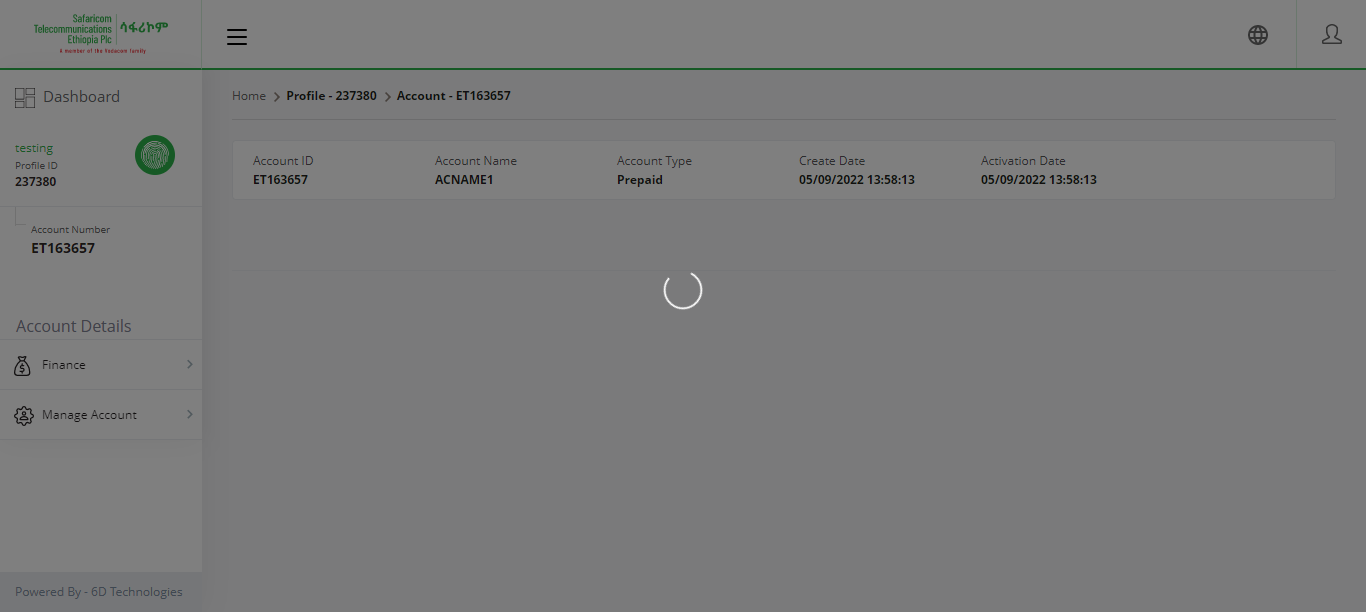 Safaricom
Telecommunications
Ethiopia Plc
ሳፋሪኮም
A member of the Vodacom family
Home > Profile - 237380 > Account - ET163657
Dashboard
testing
Profile ID
237380
Account Number
ET163657
Account Details
Finance
Manage Account
Powered By - 6D Technologies
Account ID Account Name Account Type Create Date Activation Date
ET163657 ACNAME1 Prepaid 05/09/2022 13:58:13 05/09/2022 13:58:13